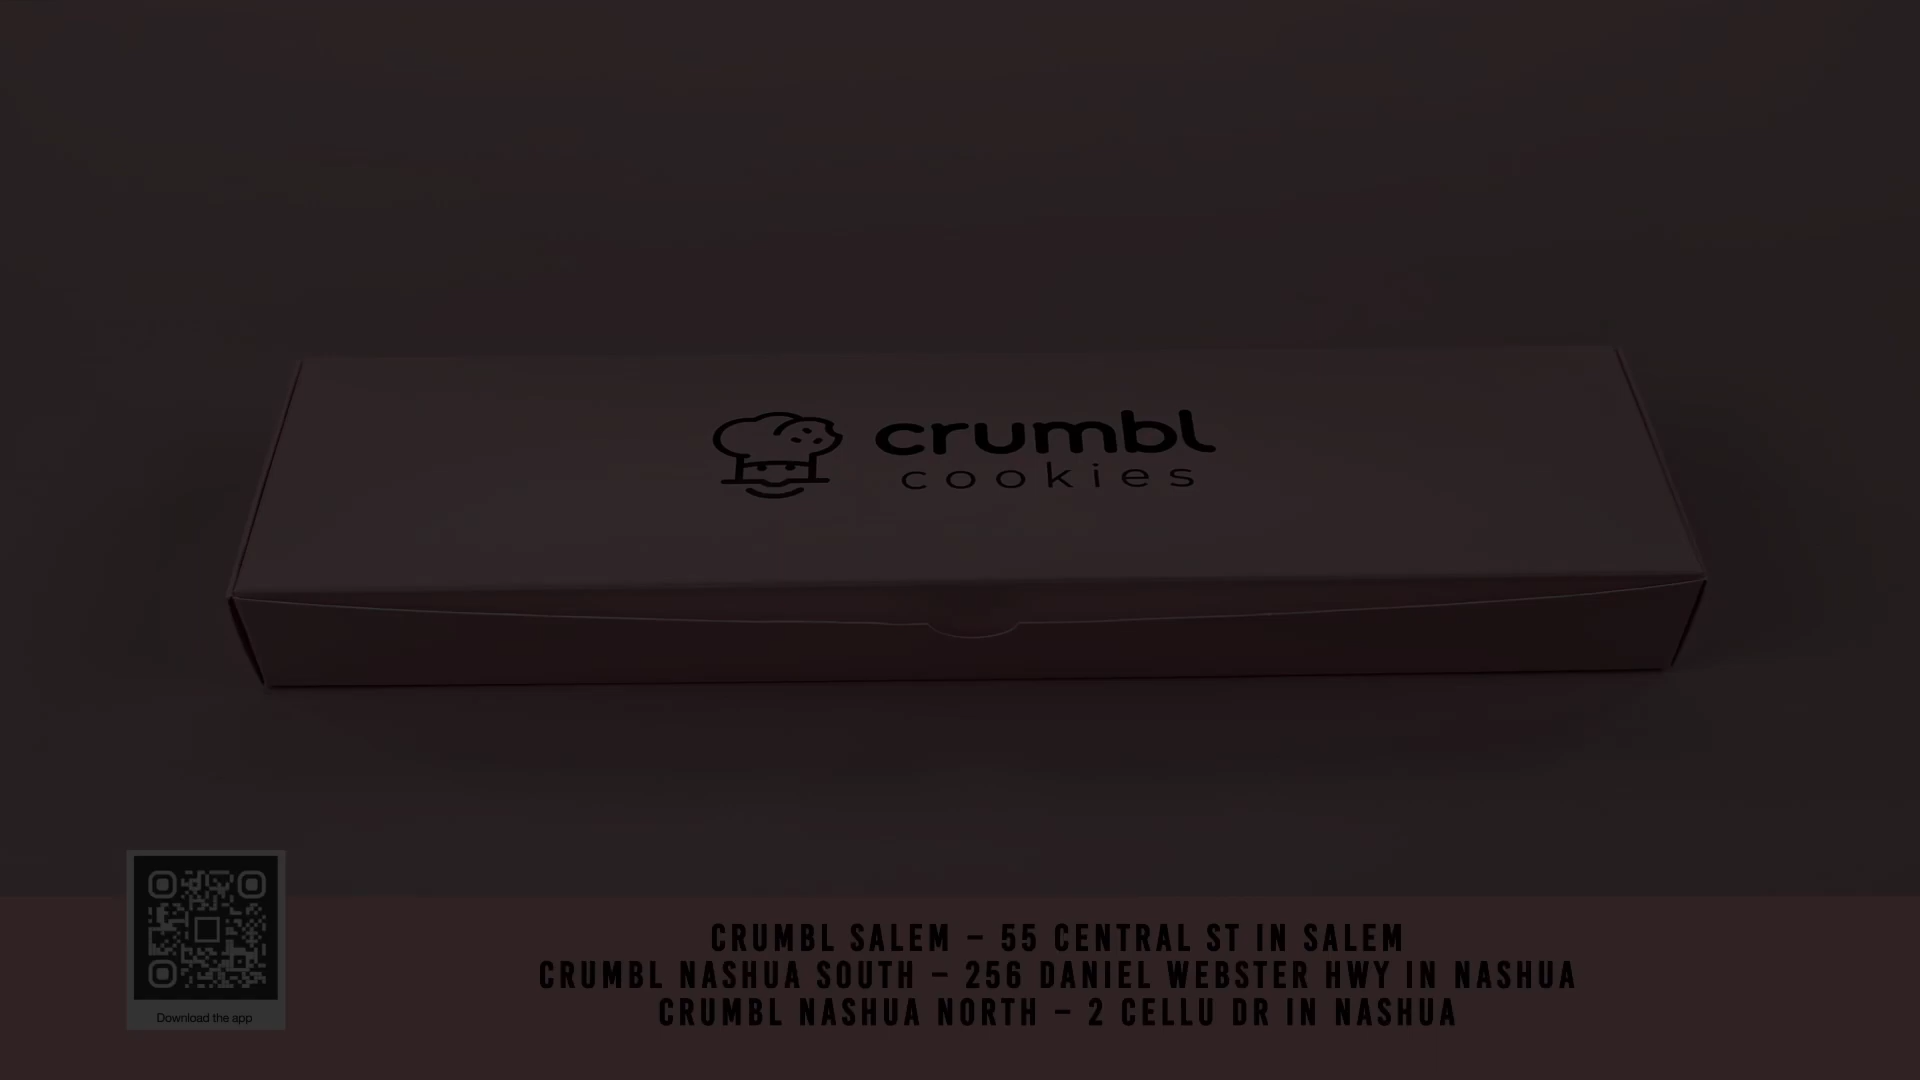 crumbl
cookies
CRUMBL SALEM – 55 CENTRAL ST IN SALEM
CRUMBL NASHUA SOUTH – 256 DANIEL WEBSTER HWY IN NASHUA
CRUMBL NASHUA NORTH – 2 CELLU DR IN NASHUA
Download the app